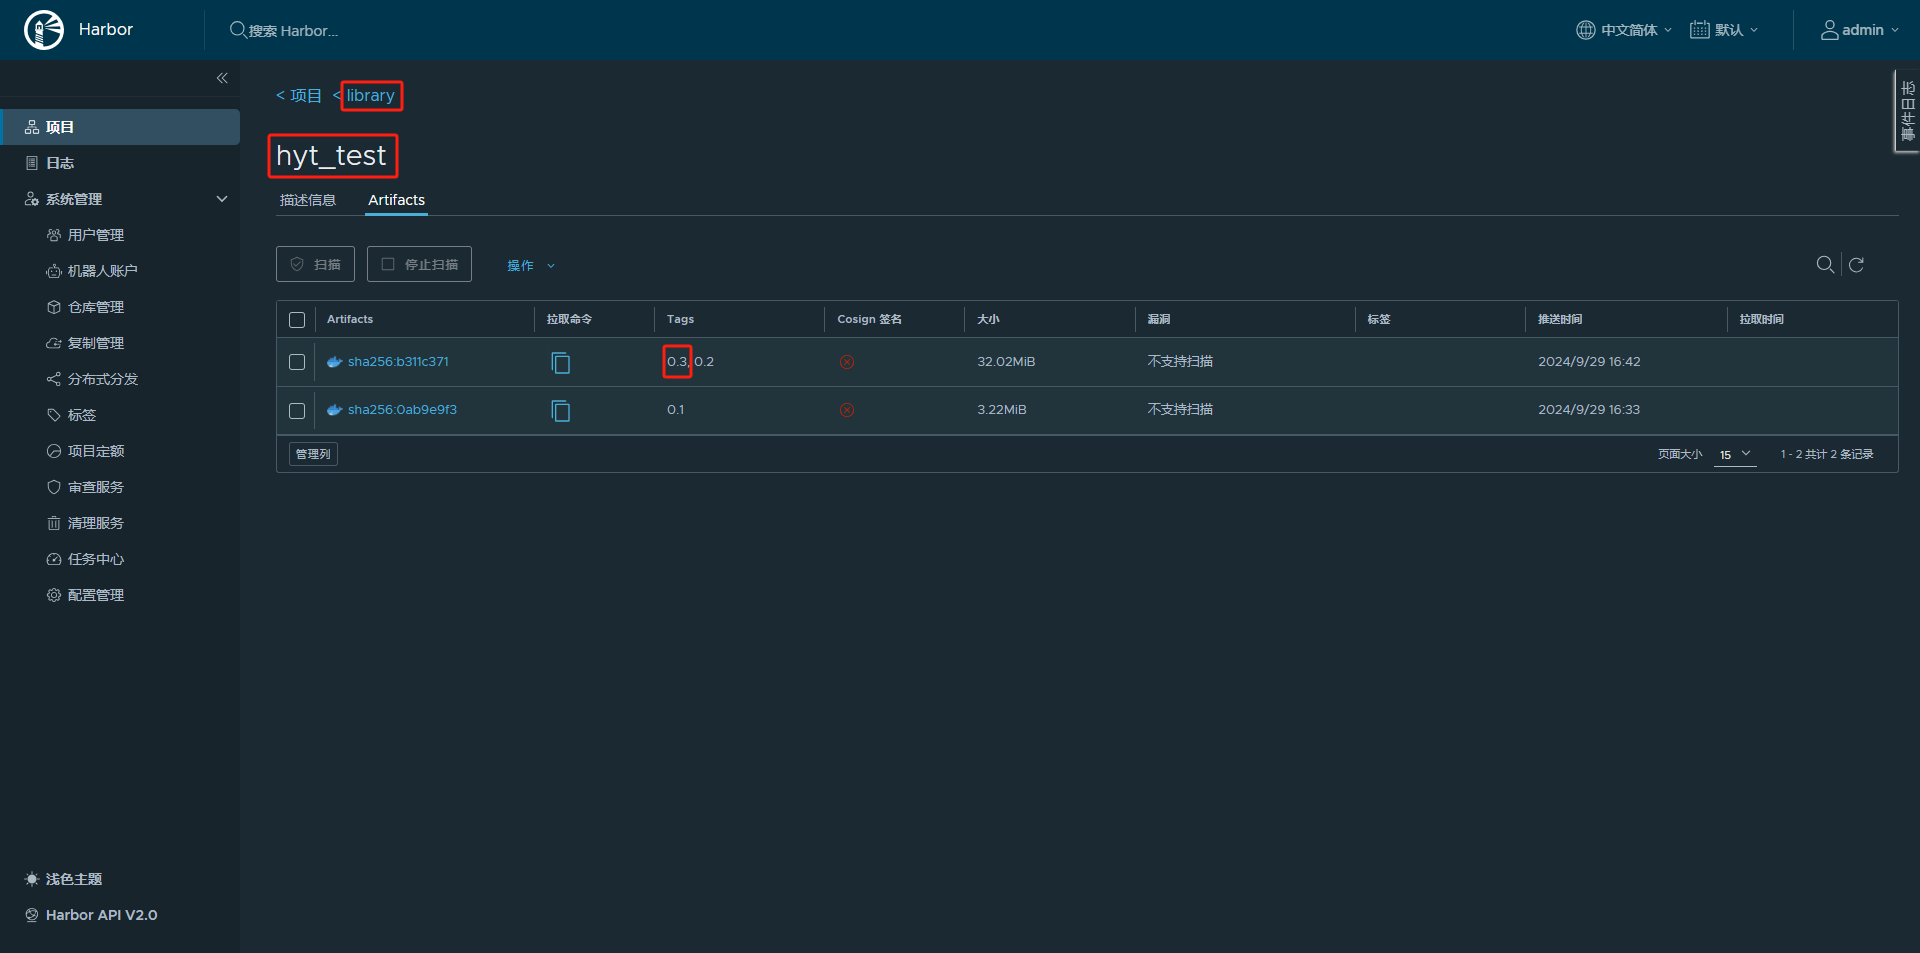 Harbor
搜索 Harbor...
中文简体
默认
admin
项目
日志
系统管理
用户管理
机器人账户
仓库管理
复制管理
分布式分发
标签
项目定额
审查服务
清理服务
任务中心
配置管理
浅色主题
Harbor API V2.0
< 项目 < library
hyt_test
描述信息 Artifacts
扫描 停止扫描 操作
Artifacts 拉取命令 Tags Cosign 签名 大小 漏洞 标签 推送时间 拉取时间
sha256:b311c371 0.3, 0.2 32.02MiB 不支持扫描 2024/9/29 16:42
sha256:0ab9e9f3 0.1 3.22MiB 不支持扫描 2024/9/29 16:33
管理列 页面大小 15 1 - 2 共计 2 条记录
事件日志